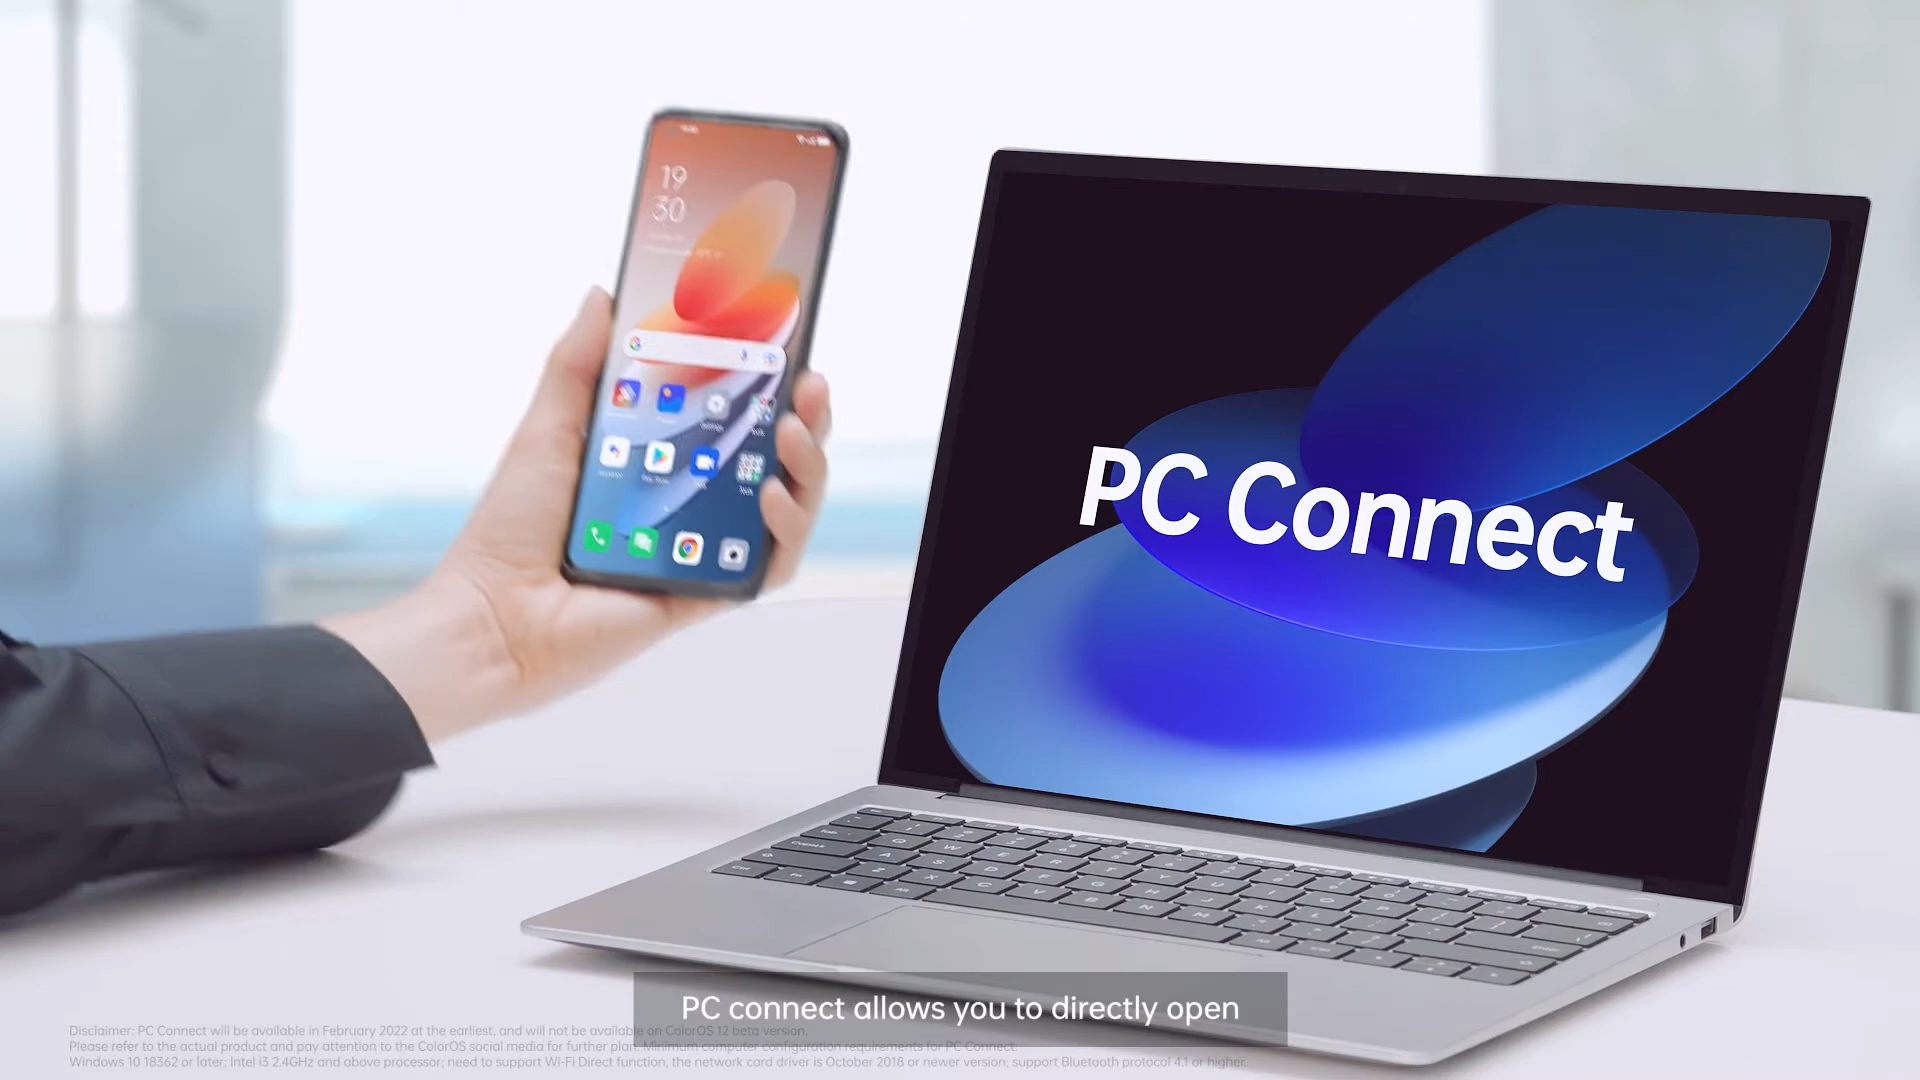 19
30
PC Connect
PC connect allows you to directly open
Disclaimer: PC Connect will be available in February 2022 at the earliest, and will not be available on ColorOS 12 beta version.
Please refer to the actual product and pay attention to the ColorOS social media for further plan. Minimum computer configuration requirements for PC Connect:
Windows 10 18362 or later; Intel i3 2.4GHz and above processor; need to support Wi-Fi Direct function, the network card driver is October 2018 or newer version; support Bluetooth protocol 4.1 or higher.